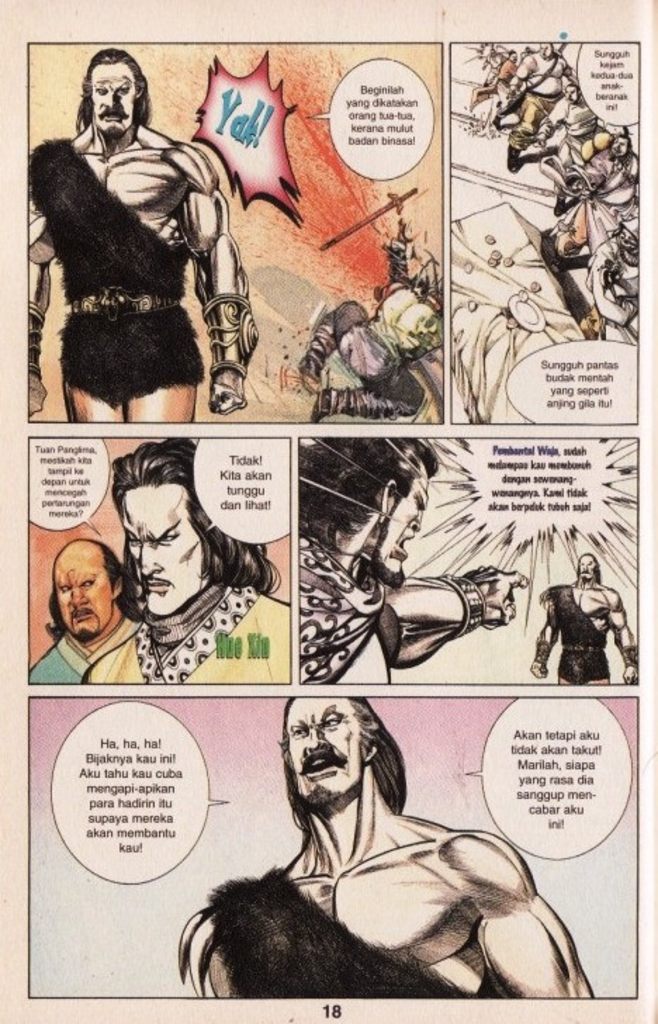 Yah!
Beginilah
yang dikatakan
orang tua-tua,
kerana mulut
badan binasa!
Sungguh
kejam
kedua-dua
anak-
beranak
ini!
Sungguh pantas
budak mentah
yang seperti
anjing gila itu!
Tuan Panglima,
mestikah kita
tampil ke
depan untuk
mencegah
pertarungan
mereka?
Tidak!
Kita akan
tunggu
dan lihat!
Hue Xiu
Pembantai Waja, sudah
melampau kau membunuh
dengan sewenang-
wenangnya. Kami tidak
akan berpeluk tubuh saja!
Ha, ha, ha!
Bijaknya kau ini!
Aku tahu kau cuba
mengapi-apikan
para hadirin itu
supaya mereka
akan membantu
kau!
Akan tetapi aku
tidak akan takut!
Marilah, siapa
yang rasa dia
sanggup men-
cabar aku
ini!
18